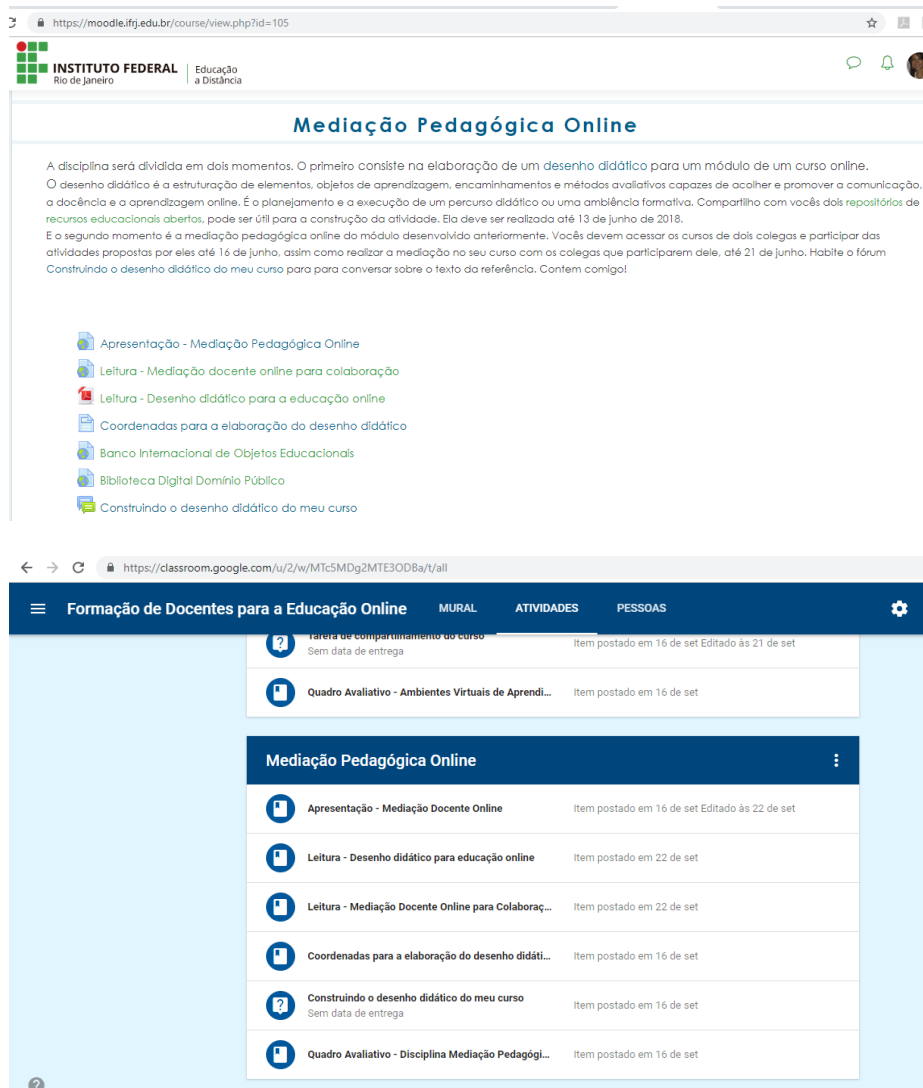 https://moodle.ifrj.edu.br/course/view.php?id=105
INSTITUTO FEDERAL
Rio de Janeiro
Educação
a Distância
Mediação Pedagógica Online
A disciplina será dividida em dois momentos. O primeiro consiste na elaboração de um desenho didático para um módulo de um curso online.
O desenho didático é a estruturação de elementos, objetos de aprendizagem, encaminhamentos e métodos avaliativos capazes de acolher e promover a comunicação,
a docência e a aprendizagem online. É o planejamento e a execução de um percurso didático ou uma ambiência formativa. Compartilho com vocês dois repositórios de
recursos educacionais abertos, pode ser útil para a construção da atividade. Ela deve ser realizada até 13 de junho de 2018.
E o segundo momento é a mediação pedagógica online do módulo desenvolvido anteriormente. Vocês devem acessar os cursos de dois colegas e participar das
atividades propostas por eles até 16 de junho, assim como realizar a mediação no seu curso com os colegas que participarem dele, até 21 de junho. Habite o fórum
Construindo o desenho didático do meu curso para para conversar sobre o texto da referência. Contem comigo!
Apresentação - Mediação Pedagógica Online
Leitura - Mediação docente online para colaboração
Leitura - Desenho didático para a educação online
Coordenadas para a elaboração do desenho didático
Banco Internacional de Objetos Educacionais
Biblioteca Digital Domínio Público
Construindo o desenho didático do meu curso
https://classroom.google.com/u/2/w/MTc5MDg2MTE3ODBa/t/all
Formação de Docentes para a Educação Online MURAL ATIVIDADES PESSOAS
Tarefa de compartilhamento do curso
Sem data de entrega
Item postado em 16 de set Editado às 21 de set
Quadro Avaliativo - Ambientes Virtuais de Aprendi... Item postado em 16 de set
Mediação Pedagógica Online
Apresentação - Mediação Docente Online Item postado em 16 de set Editado às 22 de set
Leitura - Desenho didático para educação online Item postado em 22 de set
Leitura - Mediação Docente Online para Colaboraç... Item postado em 22 de set
Coordenadas para a elaboração do desenho didáti... Item postado em 16 de set
Construindo o desenho didático do meu curso
Sem data de entrega
Item postado em 16 de set
Quadro Avaliativo - Disciplina Mediação Pedagógi... Item postado em 16 de set